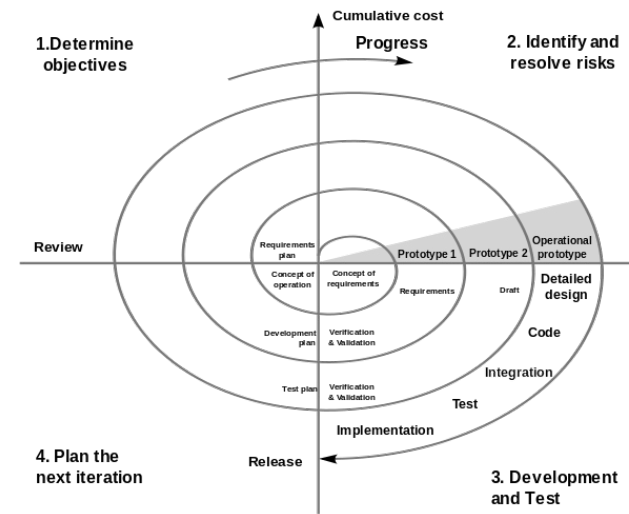 Cumulative cost
Progress
1.Determine
objectives
2. Identify and
resolve risks
Review
Requirements
plan
Prototype 1
Prototype 2
Operational
prototype
Concept of
operation
Concept of
requirements
Requirements
Draft
Detailed
design
Development
plan
Verification
& Validation
Code
Test plan
Verification
& Validation
Integration
Test
Implementation
Release
4. Plan the
next iteration
3. Development
and Test